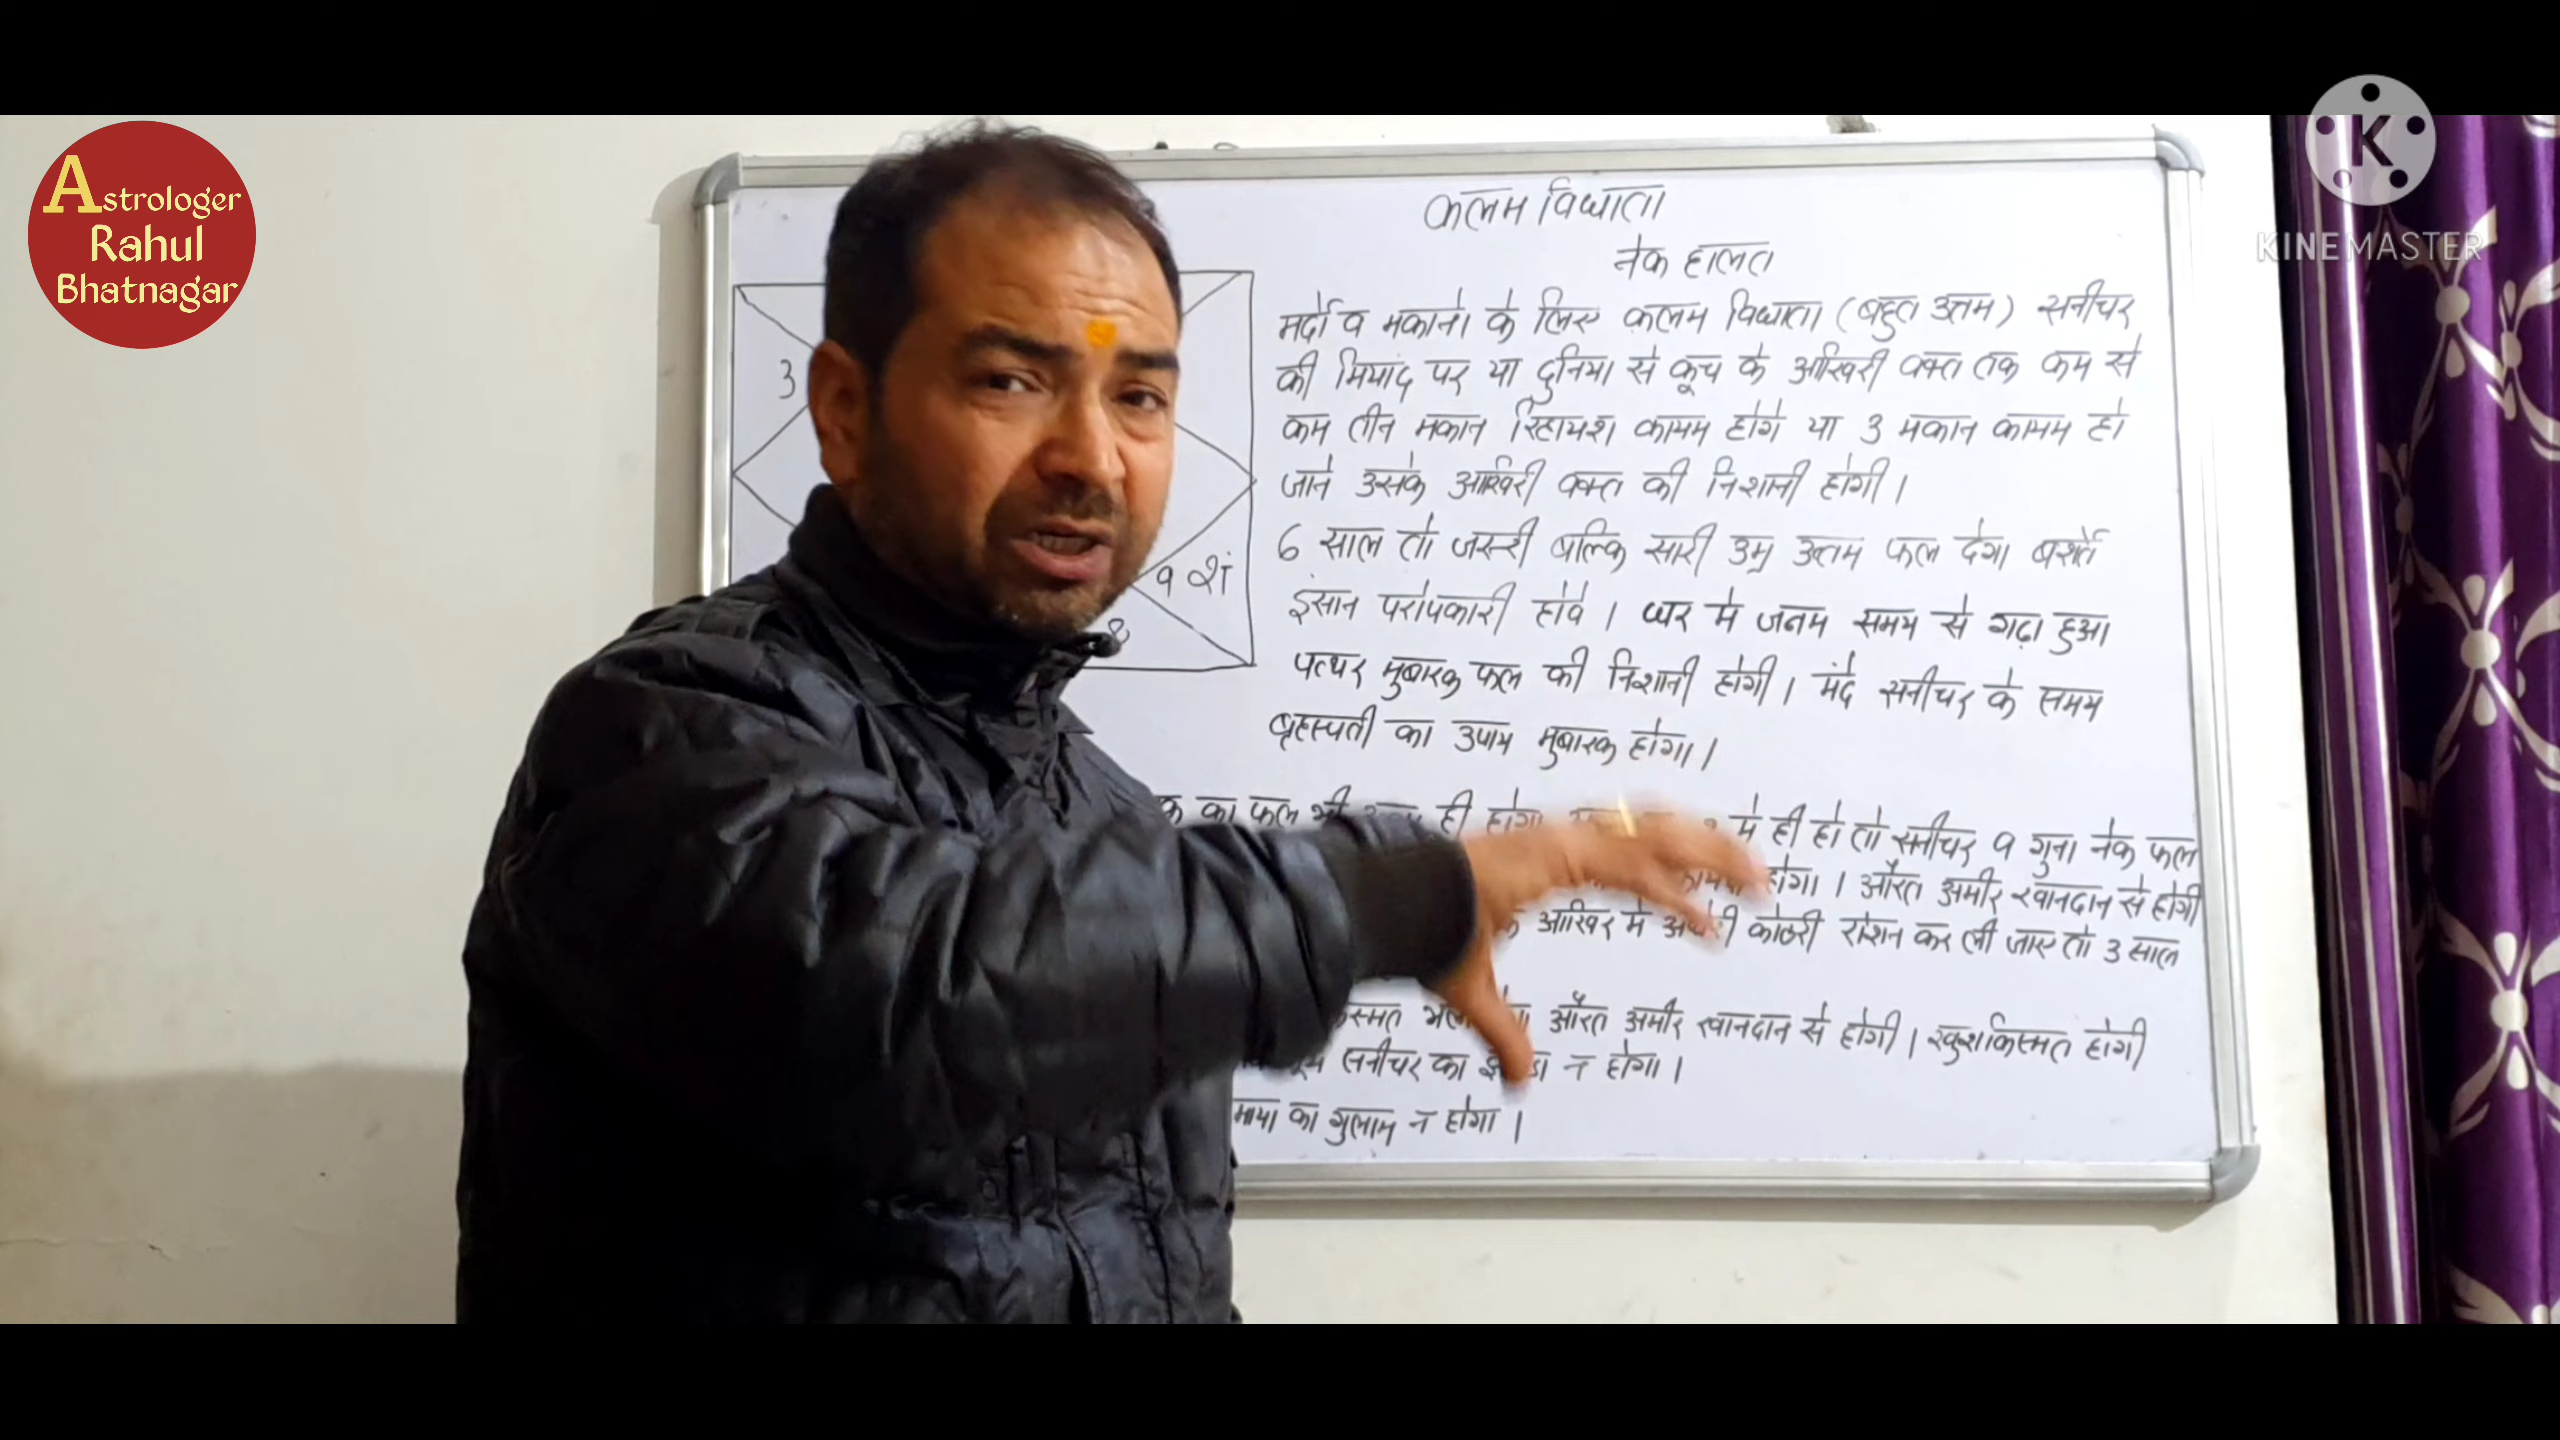 Astrologer
Rahul
Bhatnagar
K
KINEMASTER
कलम विधाता
नेक हालत
3
मर्दो व मकानो के लिए कलम विधाता (बहुत उत्तम) सनीचर
की मियाद पर या दुनिया से कूच के आखिरी वक्त तक कम से
कम तीन मकान रिहायश कायम होगे या 3 मकान कायम हो
जाने उसके आखिरी वक्त की निशानी होगी।
6 साल तो जरूरी बल्कि सारी उम्र उत्तम फल देगा बशर्ते
9 श
इंसान परोपकारी होवे। घर मे जनम समय से गढ़ा हुआ
8
पत्थर मुबारक फल की निशानी होगी। मंदे सनीचर के समय
बृहस्पती का उपाय मुबारक होगा।
का फल भी ही होगा मे ही हो तो सनीचर 9 गुना नेक फल
होगा। औरत अमीर खानदान से होगी
आखिर मे अंधेरी कोठरी रोशन कर ली जाए तो 3 साल
औरत अमीर खानदान से होगी। खुशकिस्मत होगी
सनीचर का झगड़ा न होगा।
माया का गुलाम न होगा।